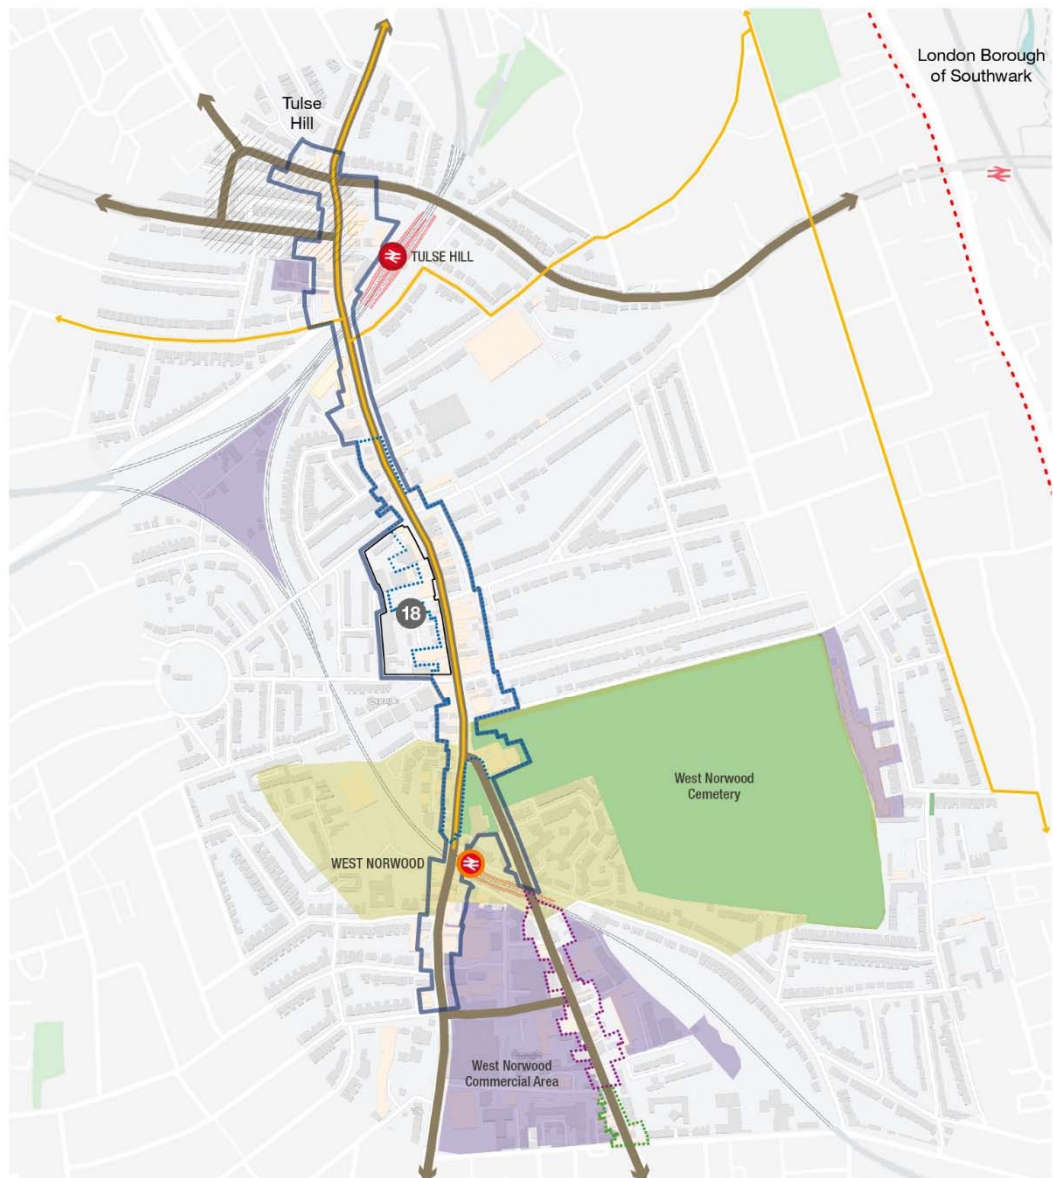 London Borough
of Southwark
Tulse
Hill
TULSE HILL
18
West Norwood
Cemetery
WEST NORWOOD
West Norwood
Commercial Area